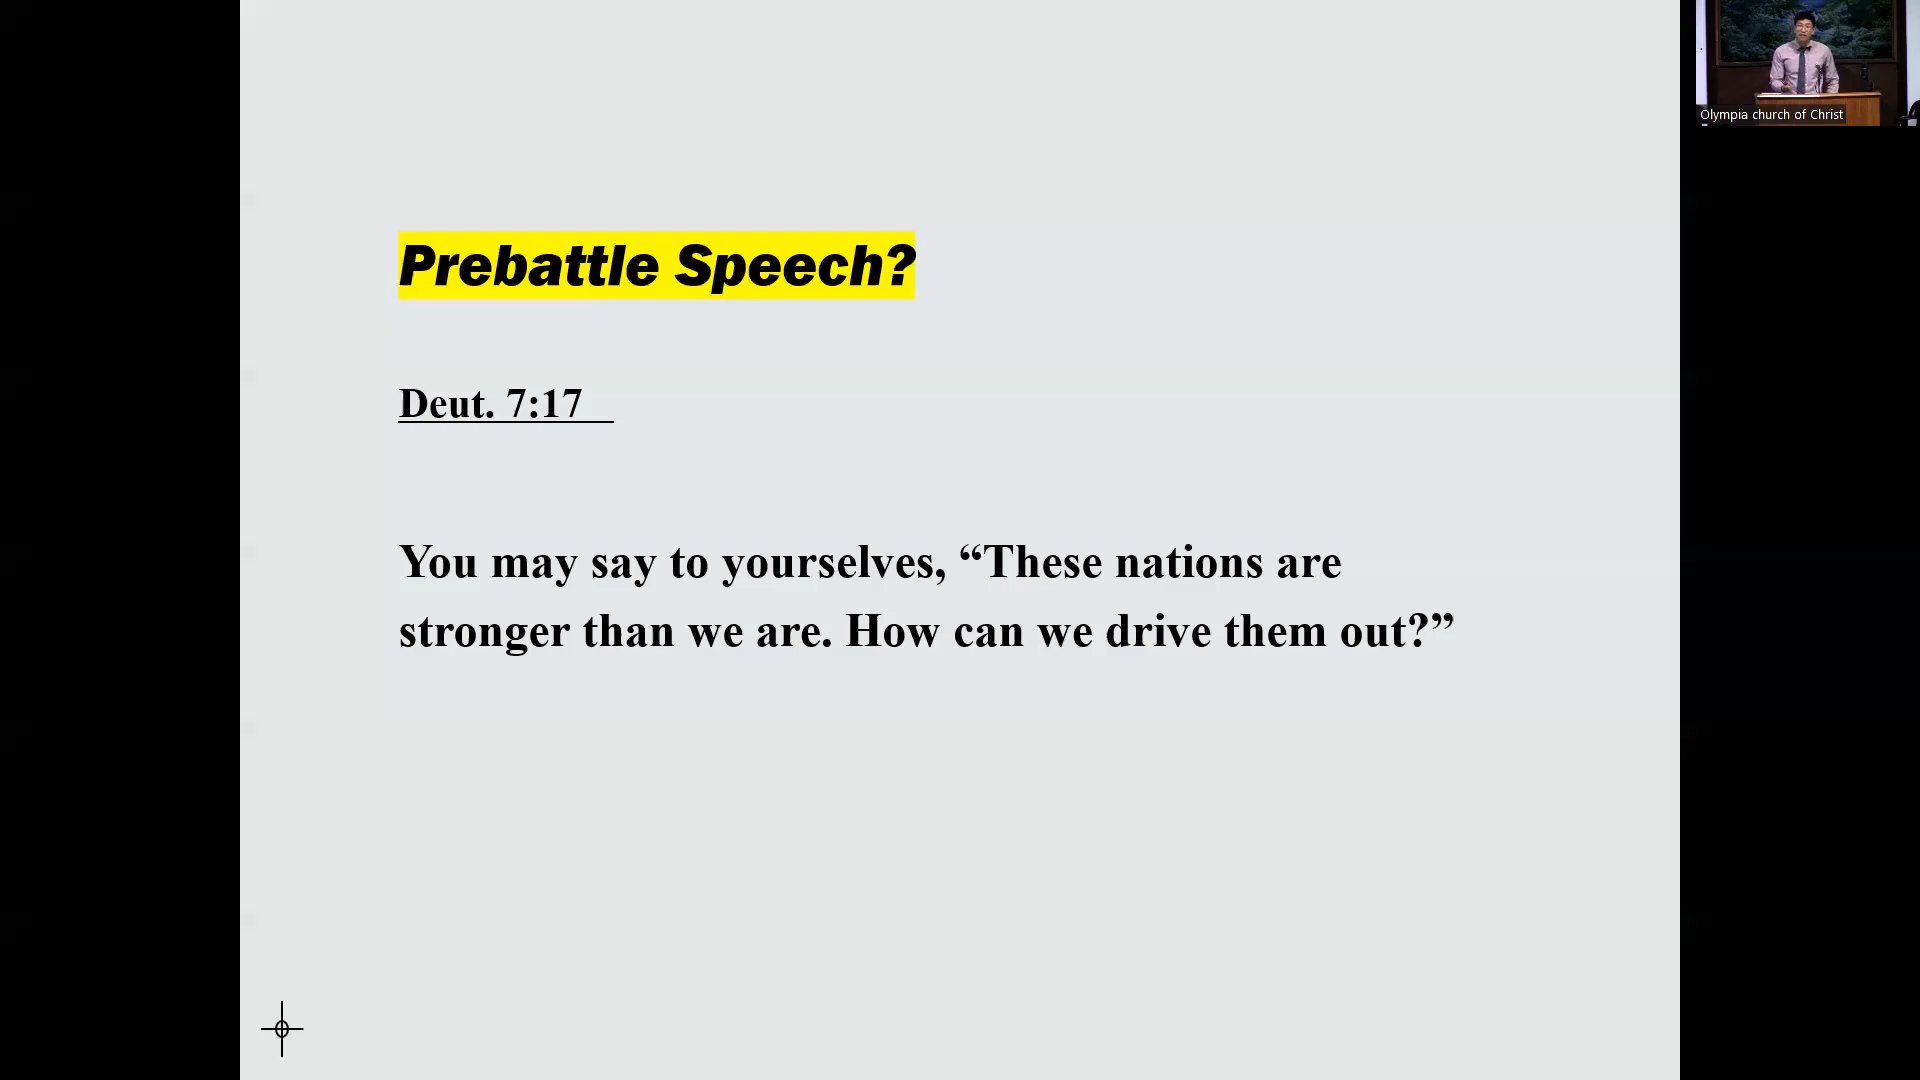 Olympia church of Christ
Prebattle Speech?
Deut. 7:17
You may say to yourselves, “These nations are
stronger than we are. How can we drive them out?”